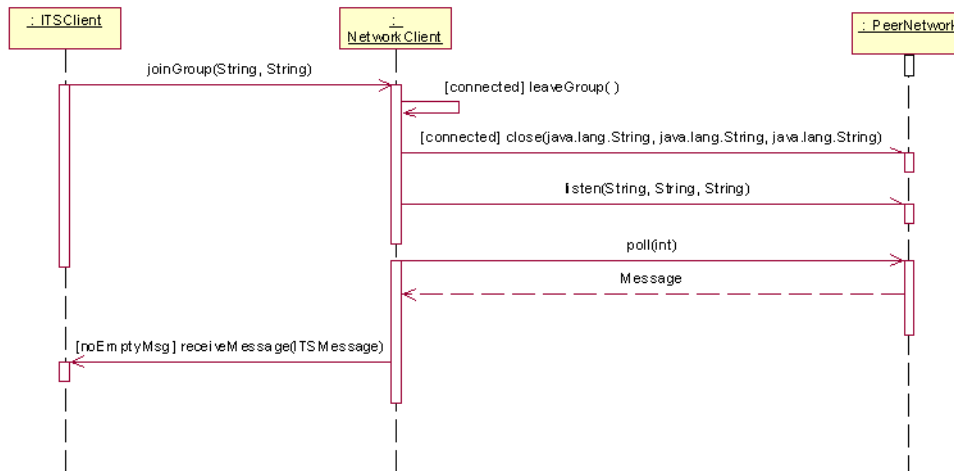 : ITSClient
:
NetworkClient
: PeerNetwork
joinGroup(String, String)
[connected] leaveGroup( )
[connected] close(java.lang.String, java.lang.String, java.lang.String)
listen(String, String, String)
poll(int)
Message
[noEmptyMsg] receiveMessage(ITSMessage)